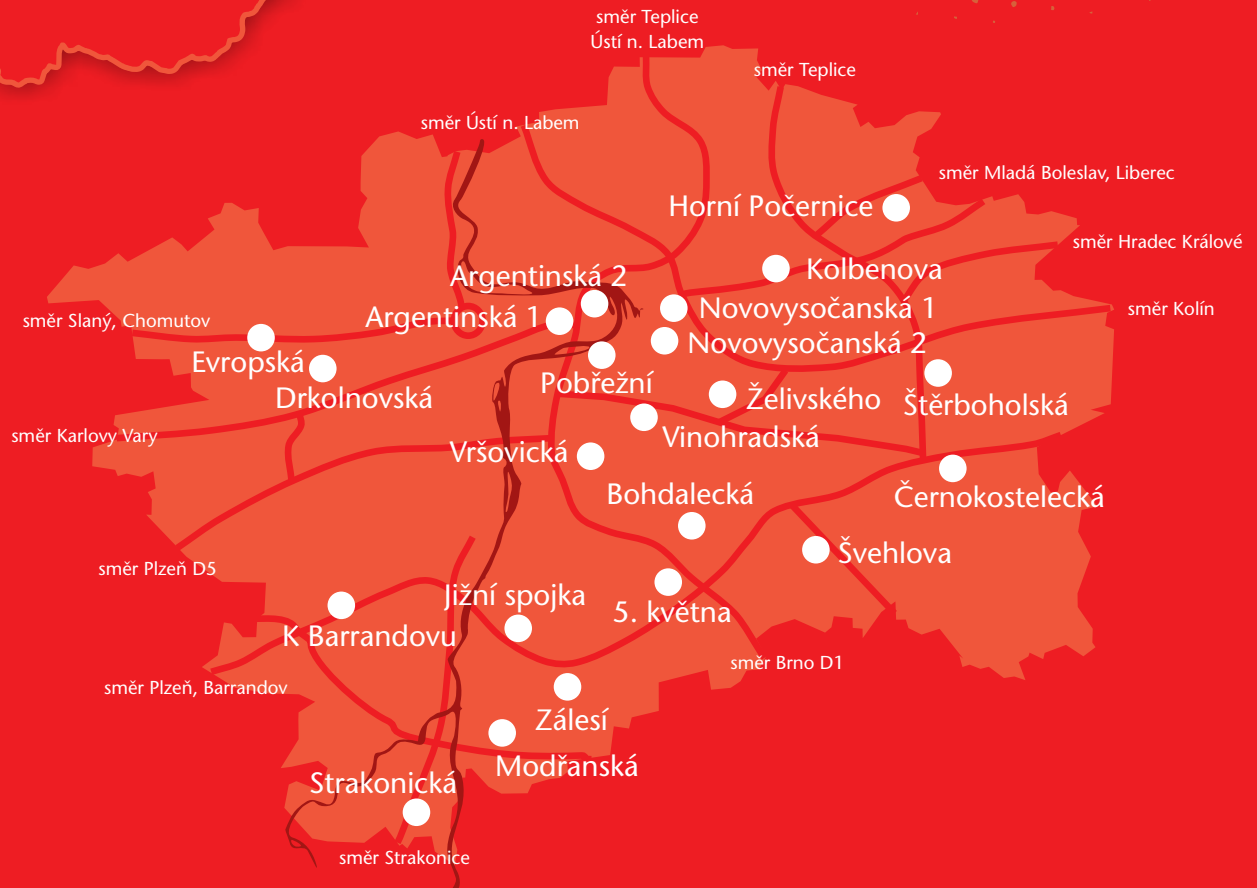 směr Teplice
Ústí n. Labem
směr Teplice
směr Ústí n. Labem
směr Mladá Boleslav, Liberec
Horní Počernice
směr Hradec Králové
Kolbenova
Argentinská 2
Novovysočanská 1
směr Kolín
Argentinská 1
směr Slaný, Chomutov
Novovysočanská 2
Evropská
Pobřežní
Drkolnovská
Želivského
Štěrboholská
směr Karlovy Vary
Vinohradská
Vršovická
Bohdalecká
Černokostelecká
Švehlova
směr Plzeň D5
Jižní spojka
5. května
K Barrandovu
směr Brno D1
směr Plzeň, Barrandov
Zálesí
Modřanská
Strakonická
směr Strakonice